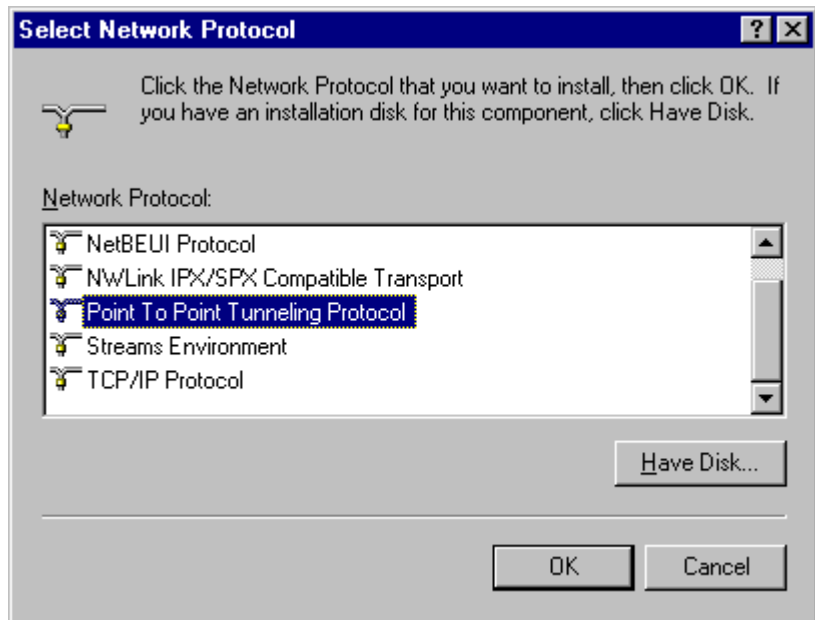 Select Network Protocol
Click the Network Protocol that you want to install, then click OK. If
you have an installation disk for this component, click Have Disk.
Network Protocol:
NetBEUI Protocol
NWLink IPX/SPX Compatible Transport
Point To Point Tunneling Protocol
Streams Environment
TCP/IP Protocol
Have Disk...
OK Cancel